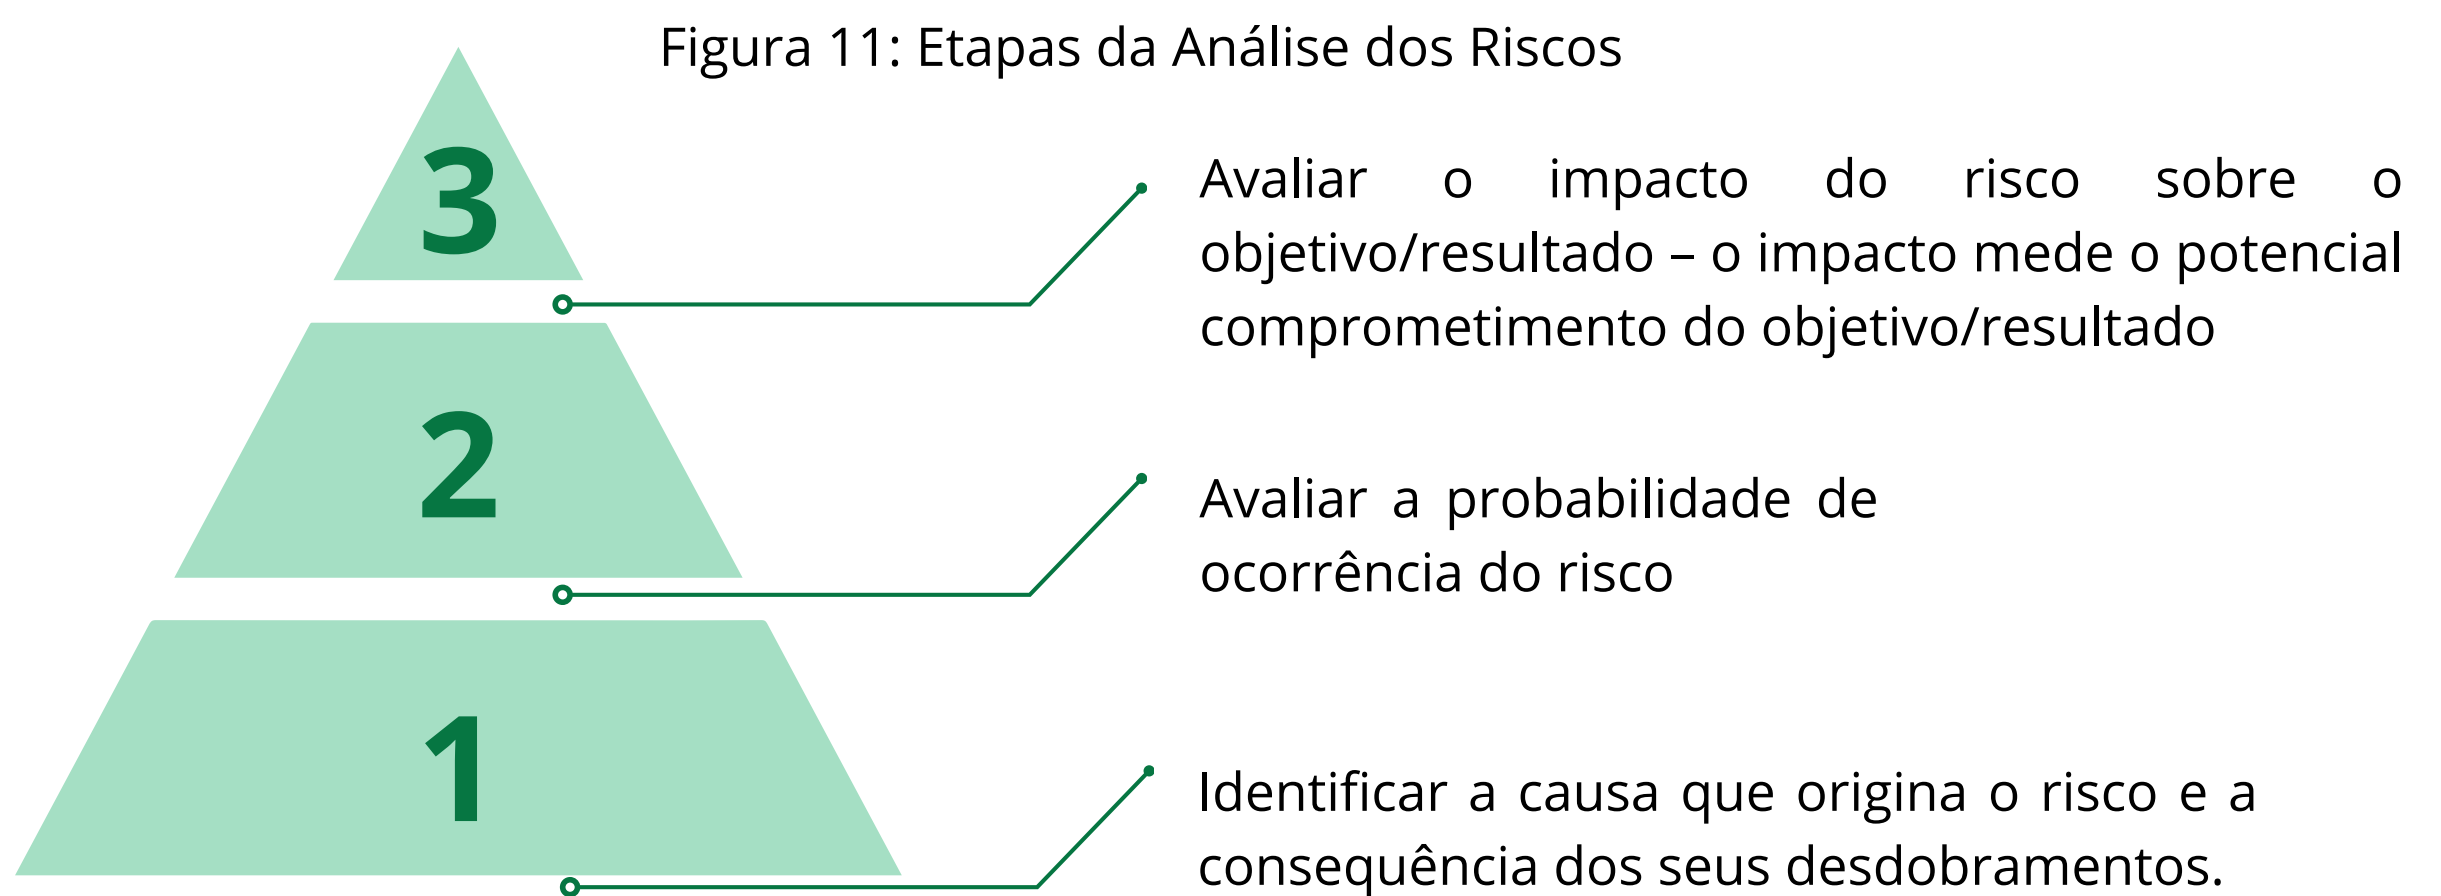 Figura 11: Etapas da Análise dos Riscos
3
Avaliar o impacto do risco sobre o
objetivo/resultado – o impacto mede o potencial
comprometimento do objetivo/resultado
2
Avaliar a probabilidade de
ocorrência do risco
1
Identificar a causa que origina o risco e a
consequência dos seus desdobramentos.